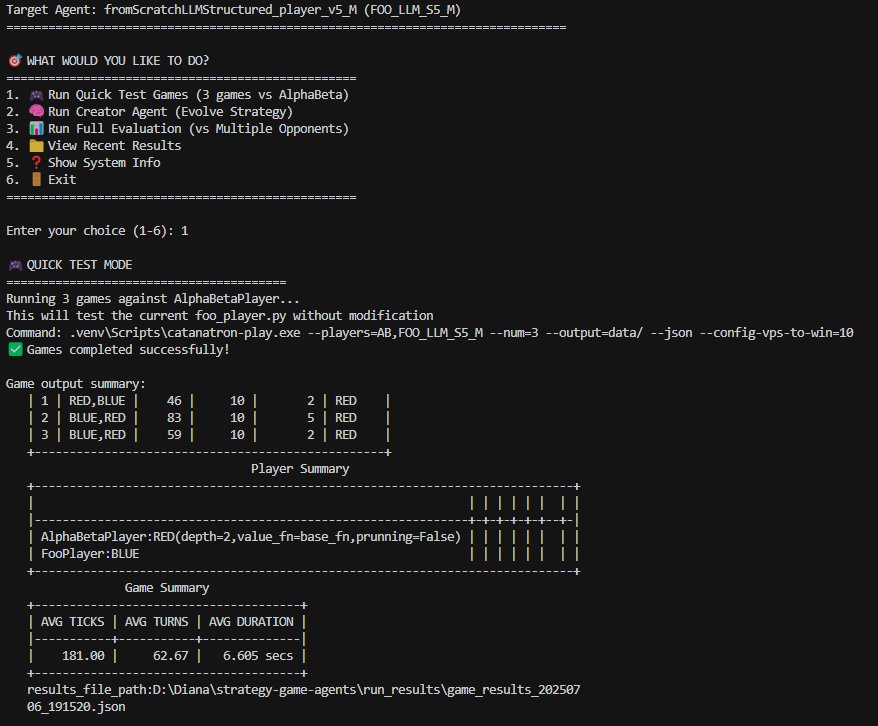 Target Agent: fromScratchLLMStructured_player_v5_M (FOO_LLM_S5_M)
================================================================================
🎯 WHAT WOULD YOU LIKE TO DO?
==================================================
1. 🎮 Run Quick Test Games (3 games vs AlphaBeta)
2. 🧠 Run Creator Agent (Evolve Strategy)
3. 📊 Run Full Evaluation (vs Multiple Opponents)
4. 📁 View Recent Results
5. ❓ Show System Info
6. 🚪 Exit
==================================================
Enter your choice (1-6): 1
🎮 QUICK TEST MODE
========================================
Running 3 games against AlphaBetaPlayer...
This will test the current foo_player.py without modification
Command: .venv\Scripts\catanatron-play.exe --players=AB,FOO_LLM_S5_M --num=3 --output=data/ --json --config-vps-to-win=10
✅ Games completed successfully!
Game output summary:
| 1 | RED,BLUE |    46 |     10 |       2 | RED    |
| 2 | BLUE,RED |    83 |     10 |       5 | RED    |
| 3 | BLUE,RED |    59 |     10 |       2 | RED    |
+--------------------------------------------------+
Player Summary
+-----------------------------------------------------------------------------+
|                                                              | | | | | |  | |
|--------------------------------------------------------------+-+-+-+-+-+--+-|
| AlphaBetaPlayer:RED(depth=2,value_fn=base_fn,prunning=False) | | | | | |  | |
| FooPlayer:BLUE                                               | | | | | |  | |
+-----------------------------------------------------------------------------+
Game Summary
+--------------------------------------+
| AVG TICKS | AVG TURNS | AVG DURATION |
|-----------+-----------+--------------|
|    181.00 |     62.67 |   6.605 secs |
+--------------------------------------+
results_file_path:D:\Diana\strategy-game-agents\run_results\game_results_202507
06_191520.json